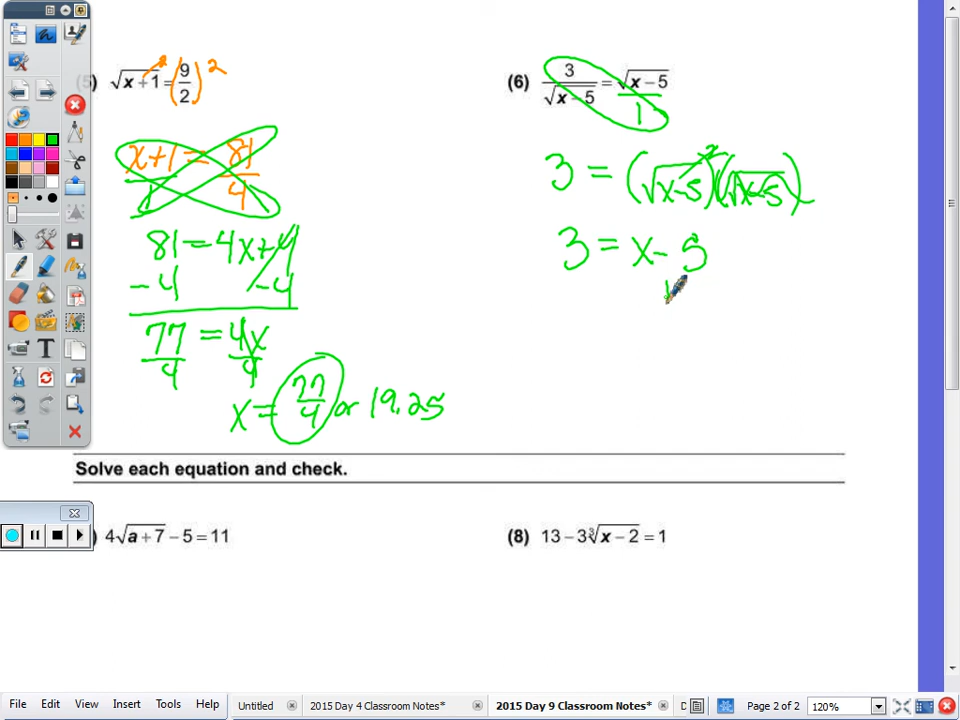 (5) √x + 1 = (9/2)²
x+1/1 = 81/4
81 = 4x+4
-4 -4
77/4 = 4x/4
x = 77/4 or 19.25
(6) 3/√x − 5 = √x − 5/1
3 = (√x-5)(√x-5)
3 = x - 5
Solve each equation and check.
) 4√a + 7 − 5 = 11
(8) 13 − 3∛x − 2 = 1
File Edit View Insert Tools Help
Untitled
2015 Day 4 Classroom Notes*
2015 Day 9 Classroom Notes*
D
Page 2 of 2
120%